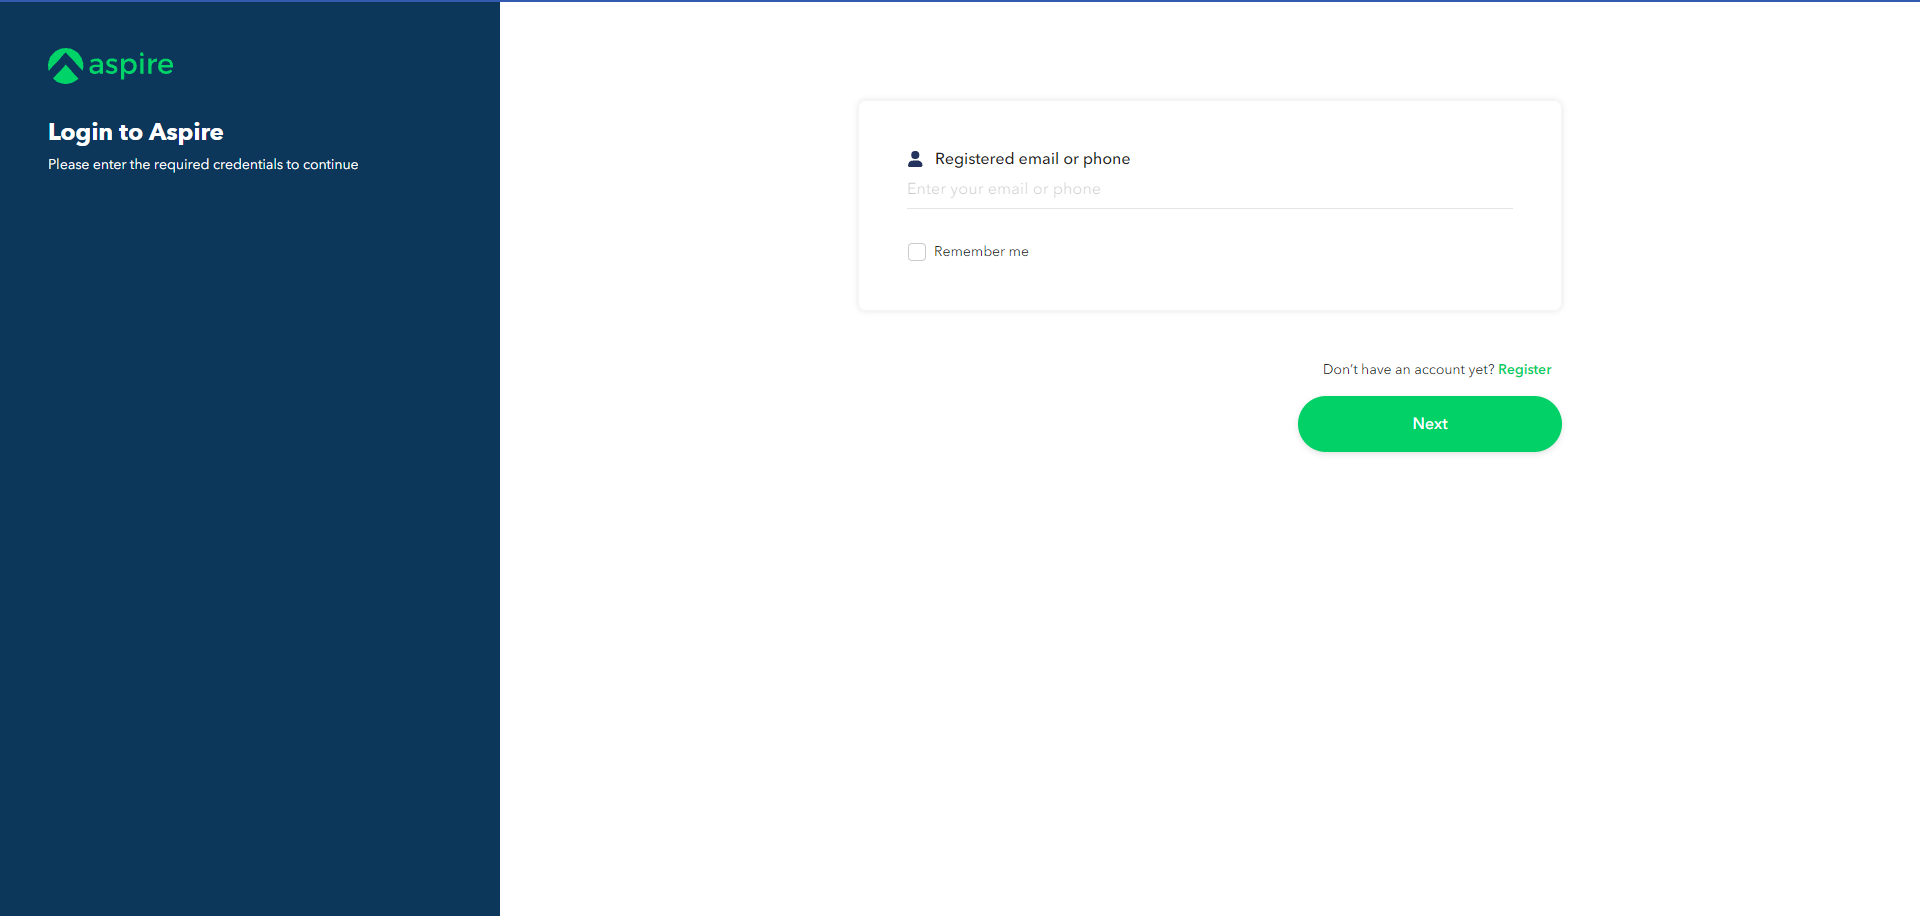 aspire
Login to Aspire
Please enter the required credentials to continue
Registered email or phone
Enter your email or phone
Remember me
Don't have an account yet? Register
Next